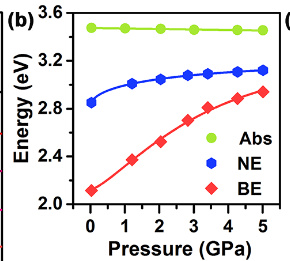 (b)
(
3.6
3.2
2.8
2.4
2.0
Energy (eV)
Abs
NE
BE
0 1 2 3 4 5
Pressure (GPa)